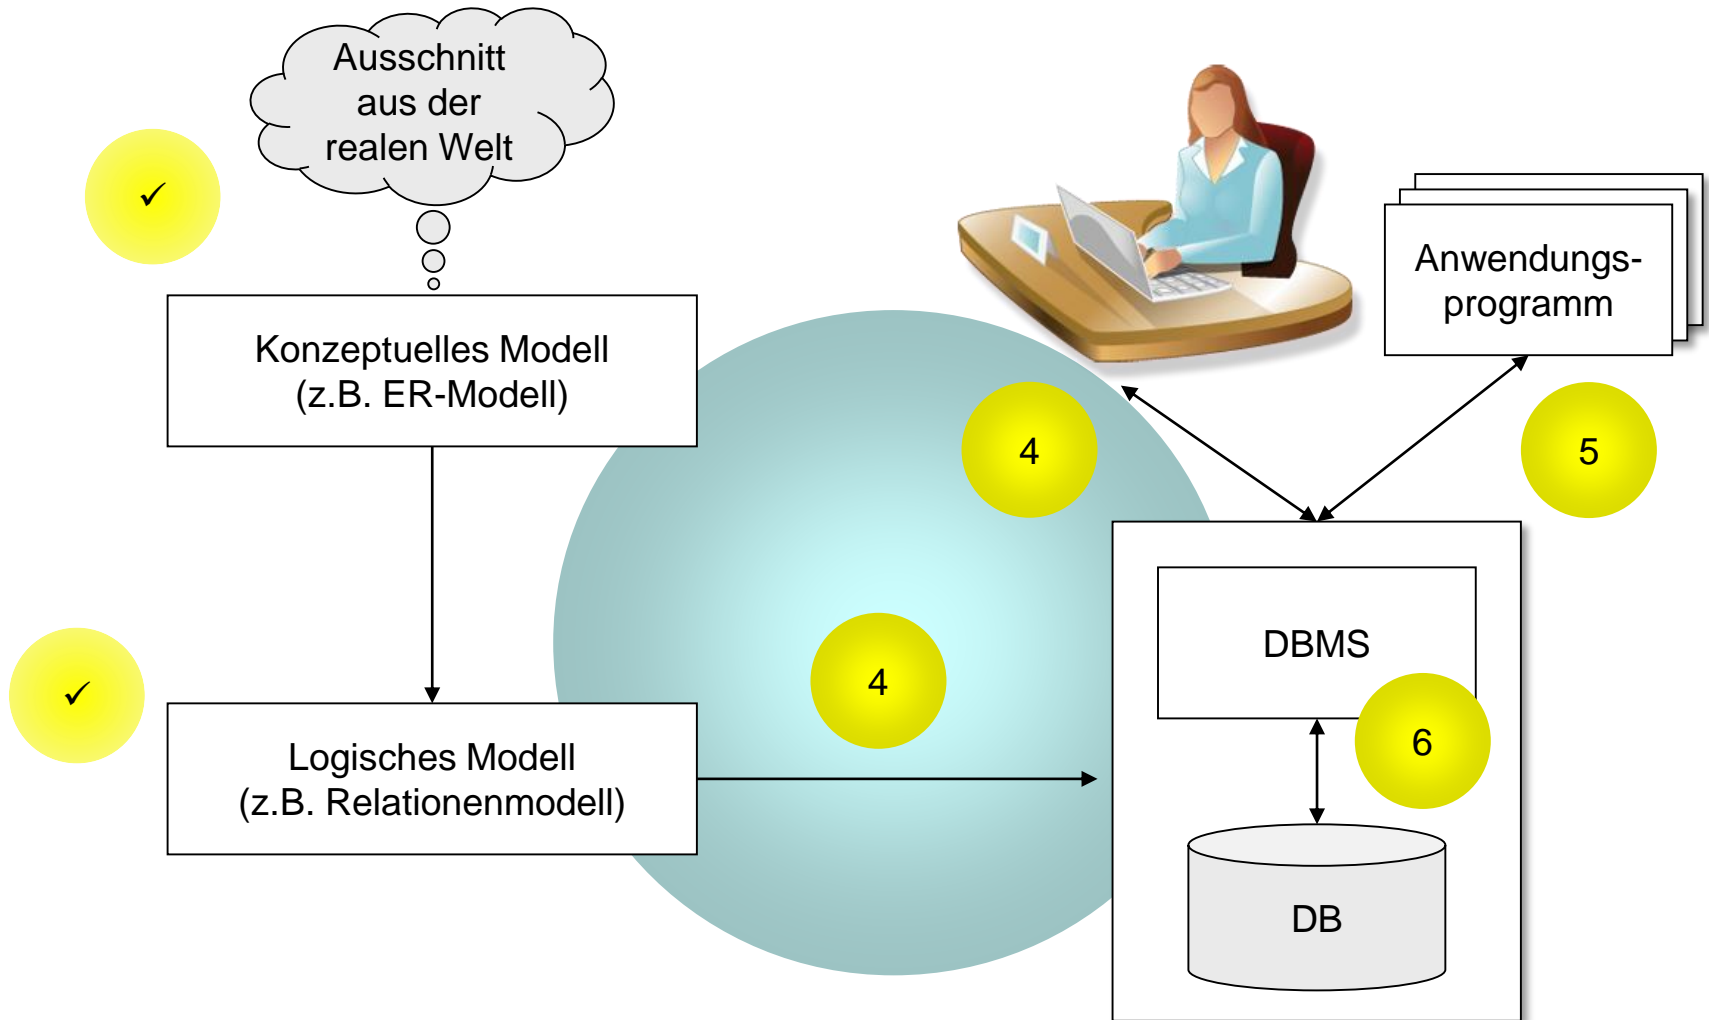 Ausschnitt
aus der
realen Welt
✓
Konzeptuelles Modell
(z.B. ER-Modell)
✓
Logisches Modell
(z.B. Relationenmodell)
4
4
Anwendungs-
programm
5
DBMS
6
DB